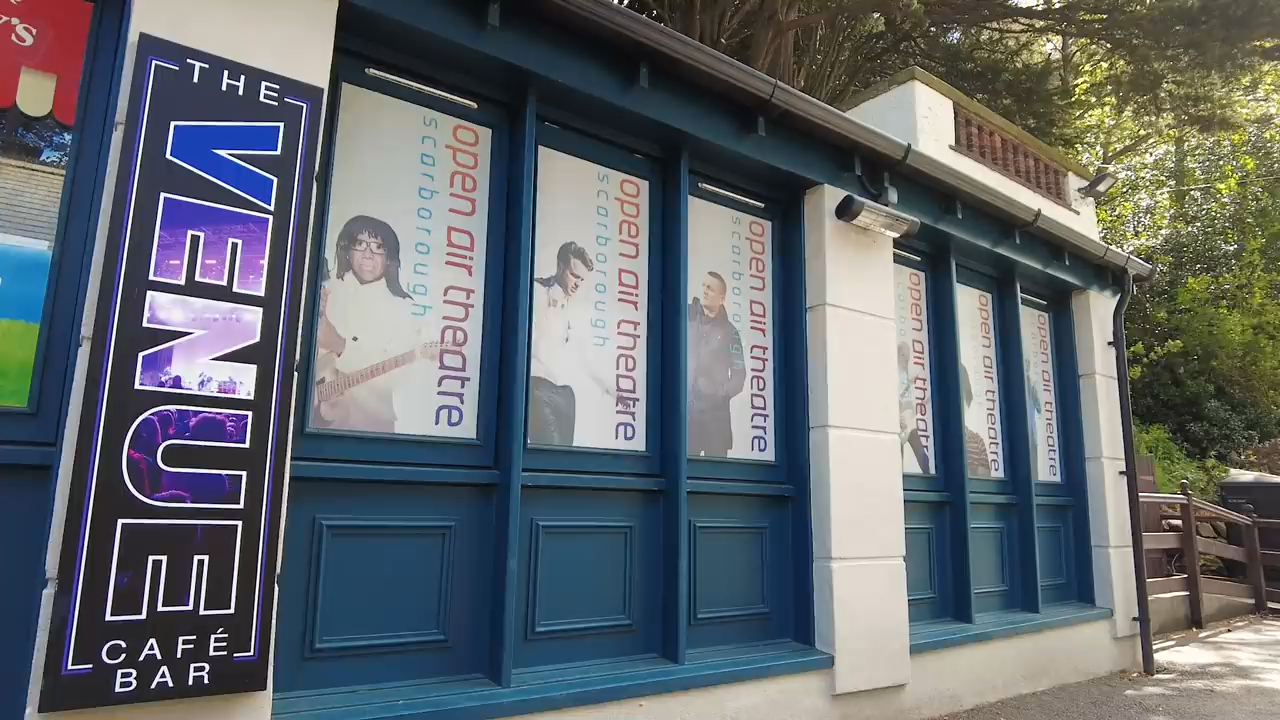 Y'S
THE
VENUE
CAFÉ
BAR
open air theatre
scarborough
open air theatre
scarborough
open air theatre
scarborough
open air theatre
scarborough
open air theatre
open air theatre